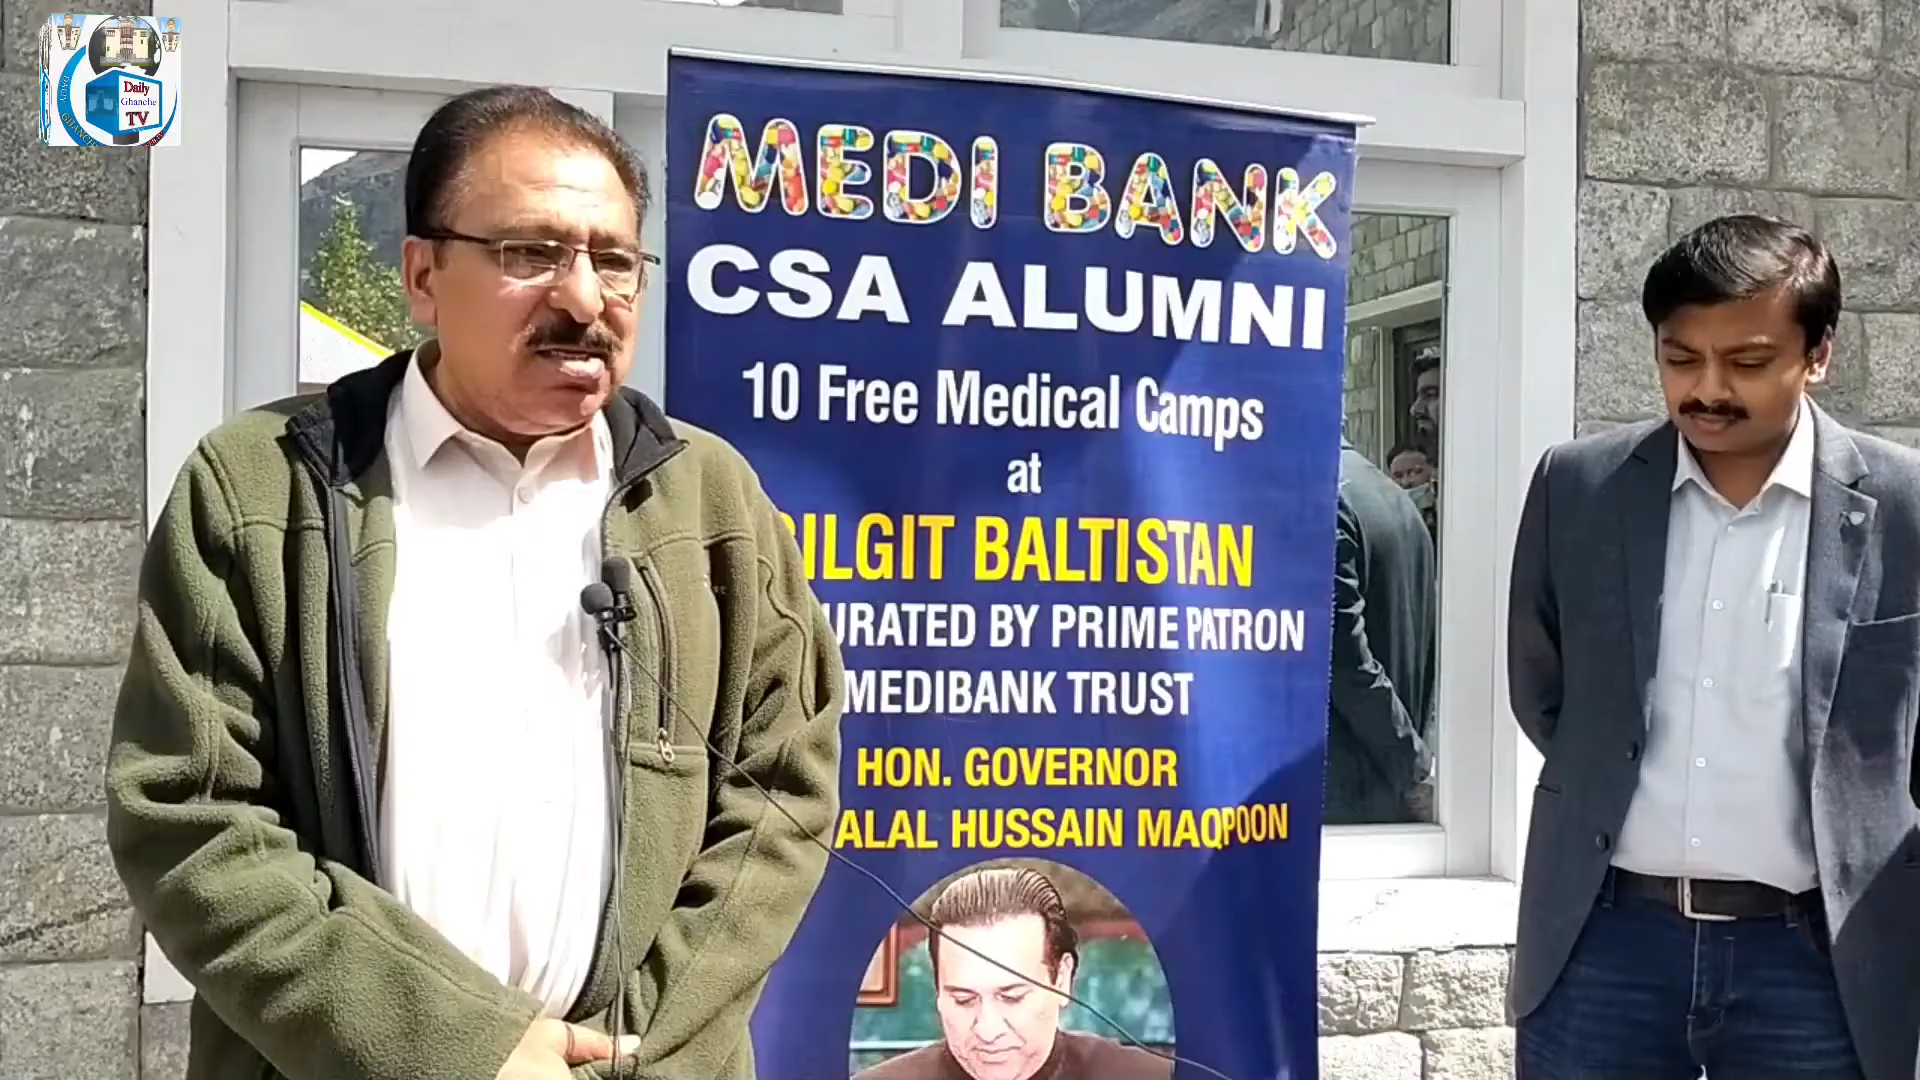 Daily
Ghanche
TV
MEDI BANK
CSA ALUMNI
10 Free Medical Camps
at
GILGIT BALTISTAN
URATED BY PRIME PATRON
MEDIBANK TRUST
HON. GOVERNOR
ALAL HUSSAIN MAQPOON